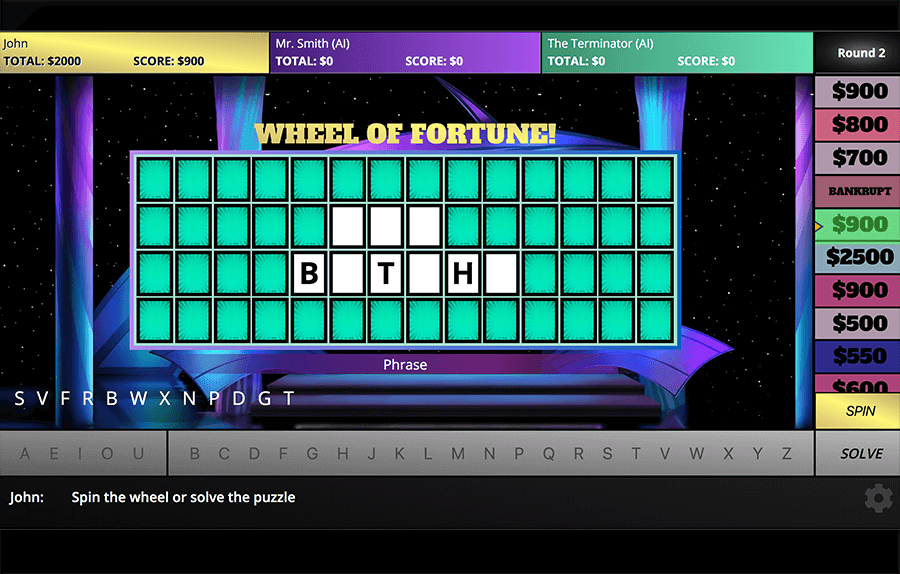 John
TOTAL: $2000 SCORE: $900
Mr. Smith (AI)
TOTAL: $0 SCORE: $0
The Terminator (AI)
TOTAL: $0 SCORE: $0
Round 2
WHEEL OF FORTUNE!
B T H
Phrase
$900
$800
$700
BANKRUPT
$900
$2500
$900
$500
$550
$600
SPIN
S V F R B W X N P D G T
A E I O U B C D F G H J K L M N P Q R S T V W X Y Z
SOLVE
John: Spin the wheel or solve the puzzle